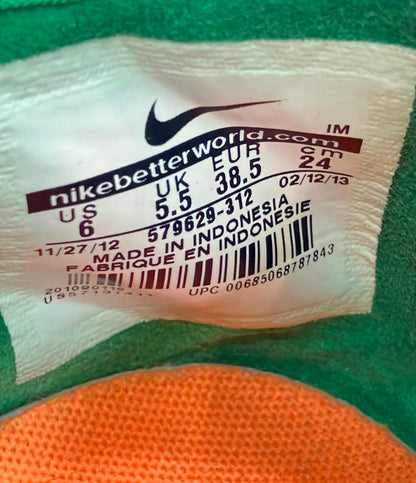 IM
nikebetterworld.com
US UK EUR cm
6 5.5 38.5 24
11/27/12 579629-312 02/12/13
MADE IN INDONESIA
FABRIQUE EN INDONESIE
UPC 00685068787843